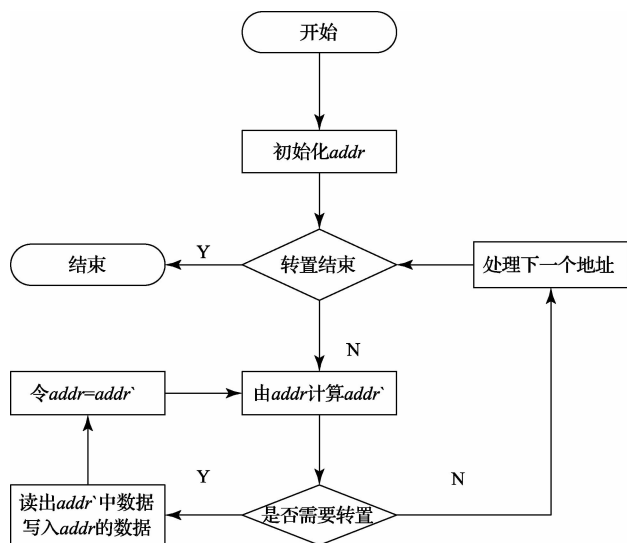 开始
初始化addr
Y
结束
转置结束
处理下一个地址
N
令addr=addr`
由addr计算addr`
Y
N
读出addr`中数据
写入addr的数据
是否需要转置